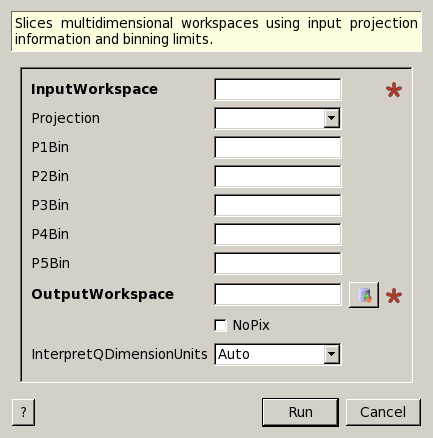 Slices multidimensional workspaces using input projection
information and binning limits.
InputWorkspace
Projection
P1Bin
P2Bin
P3Bin
P4Bin
P5Bin
OutputWorkspace
NoPix
InterpretQDimensionUnits Auto
? Run Cancel